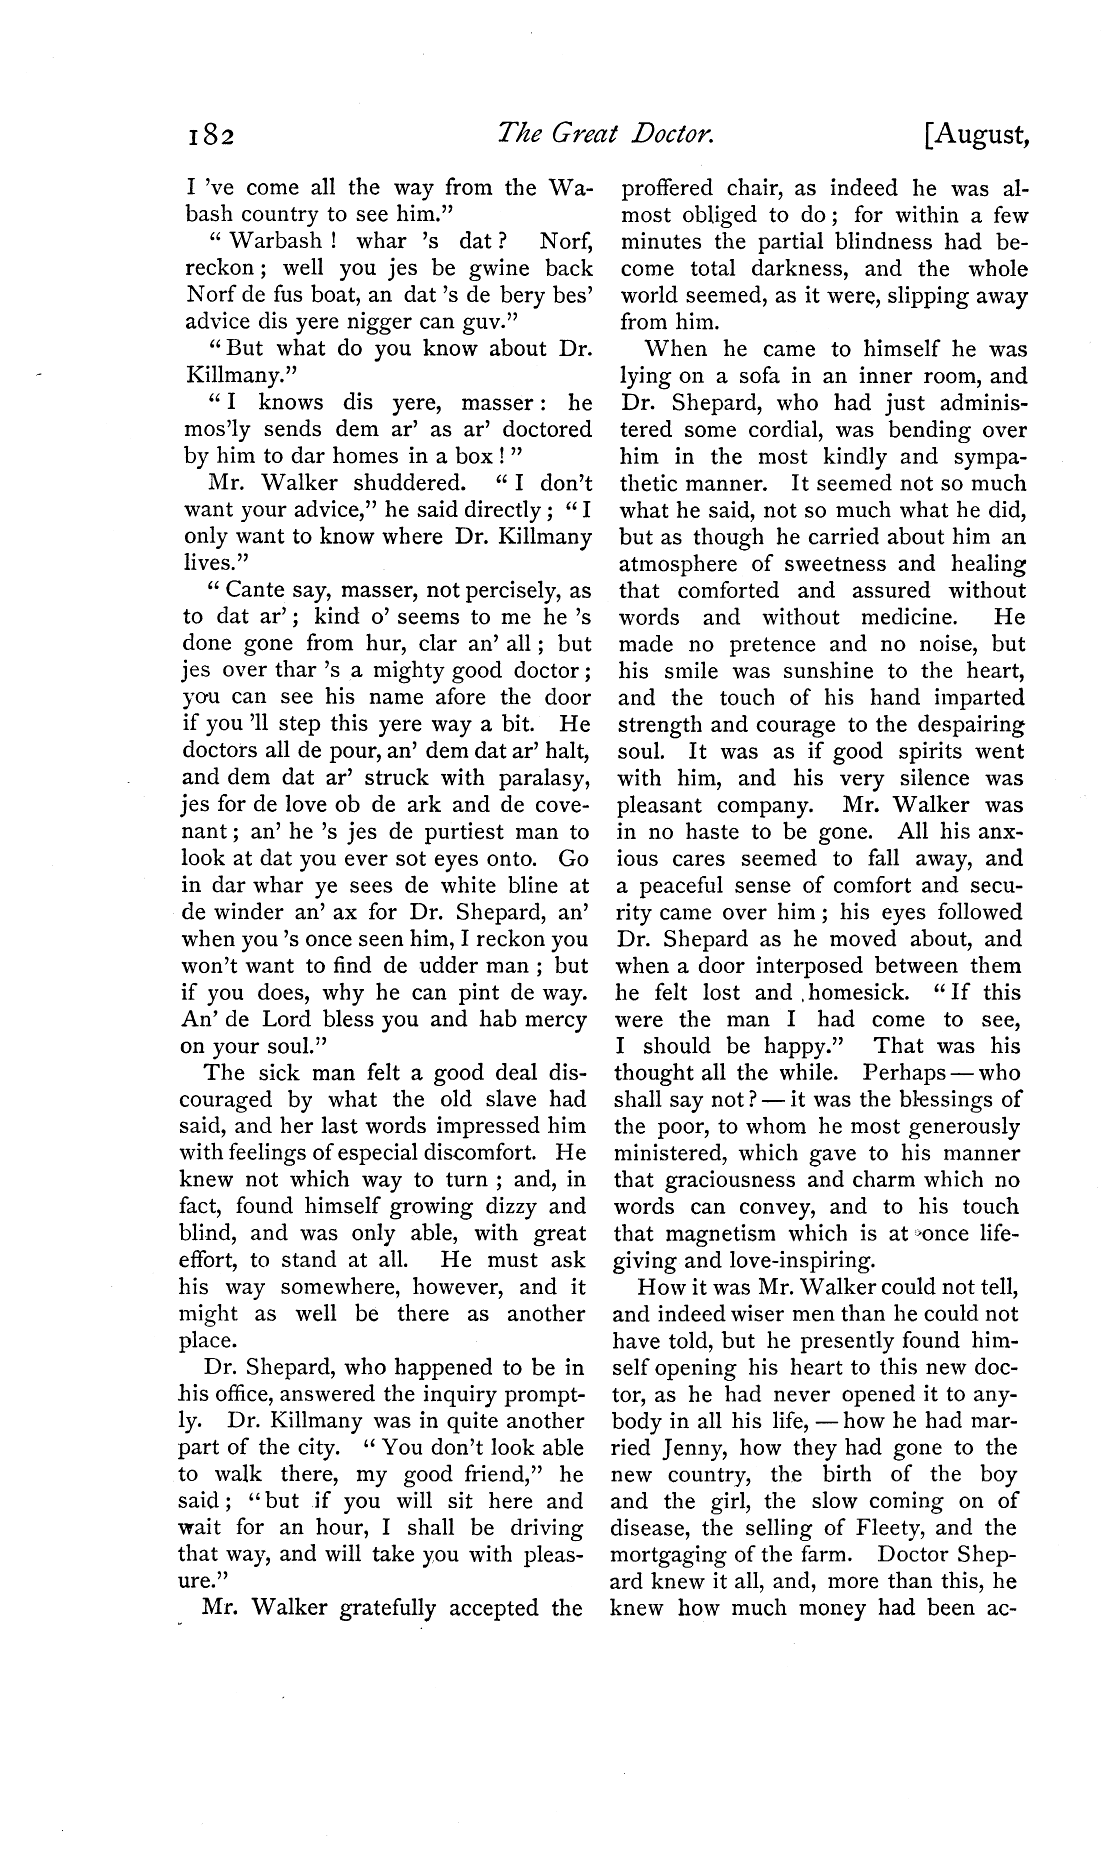 182 The Great Doctor. [August,
I 've come all the way from the Wa-
bash country to see him.”
“ Warbash ! whar 's dat ? Norf,
reckon ; well you jes be gwine back
Norf de fus boat, an dat 's de bery bes’
advice dis yere nigger can guv.”
“ But what do you know about Dr.
Killmany.”
“ I knows dis yere, masser : he
mos’ly sends dem ar’ as ar’ doctored
by him to dar homes in a box ! ”
Mr. Walker shuddered. “ I don’t
want your advice,” he said directly ; “ I
only want to know where Dr. Killmany
lives.”
“ Cante say, masser, not percisely, as
to dat ar’ ; kind o’ seems to me he 's
done gone from hur, clar an’ all ; but
jes over thar 's a mighty good doctor ;
you can see his name afore the door
if you 'll step this yere way a bit. He
doctors all de pour, an’ dem dat ar’ halt,
and dem dat ar’ struck with paralasy,
jes for de love ob de ark and de cove-
nant ; an’ he 's jes de purtiest man to
look at dat you ever sot eyes onto. Go
in dar whar ye sees de white bline at
de winder an’ ax for Dr. Shepard, an’
when you 's once seen him, I reckon you
won’t want to find de udder man ; but
if you does, why he can pint de way.
An’ de Lord bless you and hab mercy
on your soul.”
The sick man felt a good deal dis-
couraged by what the old slave had
said, and her last words impressed him
with feelings of especial discomfort. He
knew not which way to turn ; and, in
fact, found himself growing dizzy and
blind, and was only able, with great
effort, to stand at all. He must ask
his way somewhere, however, and it
might as well be there as another
place.
Dr. Shepard, who happened to be in
his office, answered the inquiry prompt-
ly. Dr. Killmany was in quite another
part of the city. “ You don’t look able
to walk there, my good friend,” he
said ; “ but if you will sit here and
wait for an hour, I shall be driving
that way, and will take you with pleas-
ure.”
Mr. Walker gratefully accepted the
proffered chair, as indeed he was al-
most obliged to do ; for within a few
minutes the partial blindness had be-
come total darkness, and the whole
world seemed, as it were, slipping away
from him.
When he came to himself he was
lying on a sofa in an inner room, and
Dr. Shepard, who had just adminis-
tered some cordial, was bending over
him in the most kindly and sympa-
thetic manner. It seemed not so much
what he said, not so much what he did,
but as though he carried about him an
atmosphere of sweetness and healing
that comforted and assured without
words and without medicine. He
made no pretence and no noise, but
his smile was sunshine to the heart,
and the touch of his hand imparted
strength and courage to the despairing
soul. It was as if good spirits went
with him, and his very silence was
pleasant company. Mr. Walker was
in no haste to be gone. All his anx-
ious cares seemed to fall away, and
a peaceful sense of comfort and secu-
rity came over him ; his eyes followed
Dr. Shepard as he moved about, and
when a door interposed between them
he felt lost and homesick. “ If this
were the man I had come to see,
I should be happy.” That was his
thought all the while. Perhaps — who
shall say not ? — it was the blessings of
the poor, to whom he most generously
ministered, which gave to his manner
that graciousness and charm which no
words can convey, and to his touch
that magnetism which is at once life-
giving and love-inspiring.
How it was Mr. Walker could not tell,
and indeed wiser men than he could not
have told, but he presently found him-
self opening his heart to this new doc-
tor, as he had never opened it to any-
body in all his life, — how he had mar-
ried Jenny, how they had gone to the
new country, the birth of the boy
and the girl, the slow coming on of
disease, the selling of Fleety, and the
mortgaging of the farm. Doctor Shep-
ard knew it all, and, more than this, he
knew how much money had been ac-